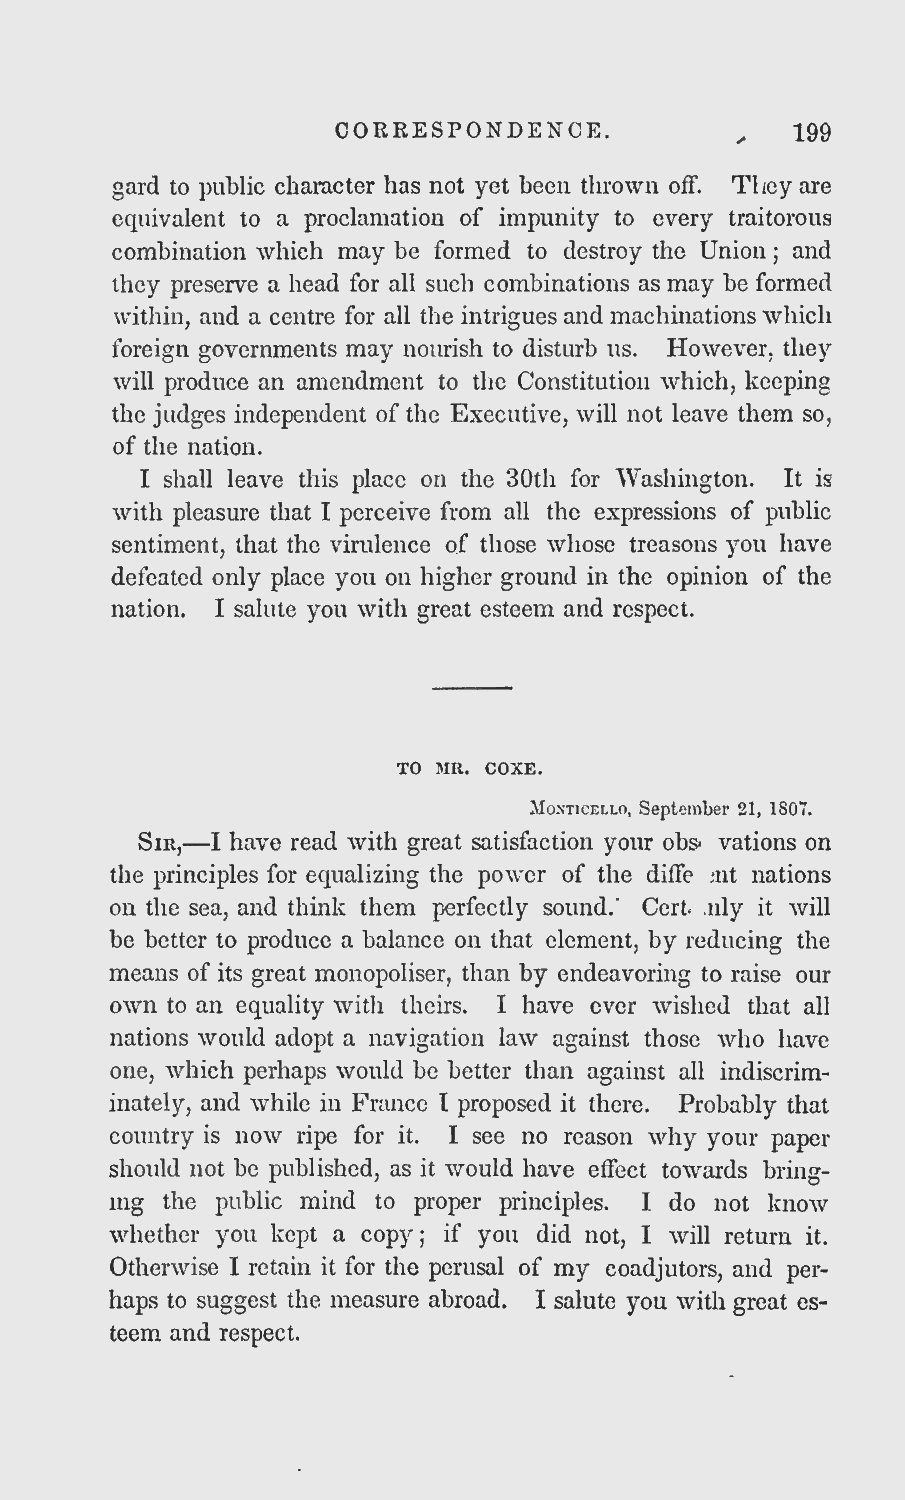 CORRESPONDENCE. 199
gard to public character has not yet been thrown off. They are
equivalent to a proclamation of impunity to every traitorous
combination which may be formed to destroy the Union; and
they preserve a head for all such combinations as may be formed
within, and a centre for all the intrigues and machinations which
foreign governments may nourish to disturb us. However, they
will produce an amendment to the Constitution which, keeping
the judges independent of the Executive, will not leave them so,
of the nation.
I shall leave this place on the 30th for Washington. It is
with pleasure that I perceive from all the expressions of public
sentiment, that the virulence of those whose treasons you have
defeated only place you on higher ground in the opinion of the
nation. I salute you with great esteem and respect.
TO MR. COXE.
MONTICELLO, September 21, 1807.
SIR,—I have read with great satisfaction your obs vations on
the principles for equalizing the power of the diffe nt nations
on the sea, and think them perfectly sound. Cert nly it will
be better to produce a balance on that element, by reducing the
means of its great monopoliser, than by endeavoring to raise our
own to an equality with theirs. I have ever wished that all
nations would adopt a navigation law against those who have
one, which perhaps would be better than against all indiscrim-
inately, and while in France I proposed it there. Probably that
country is now ripe for it. I see no reason why your paper
should not be published, as it would have effect towards bring-
ing the public mind to proper principles. I do not know
whether you kept a copy; if you did not, I will return it.
Otherwise I retain it for the perusal of my coadjutors, and per-
haps to suggest the measure abroad. I salute you with great es-
teem and respect.